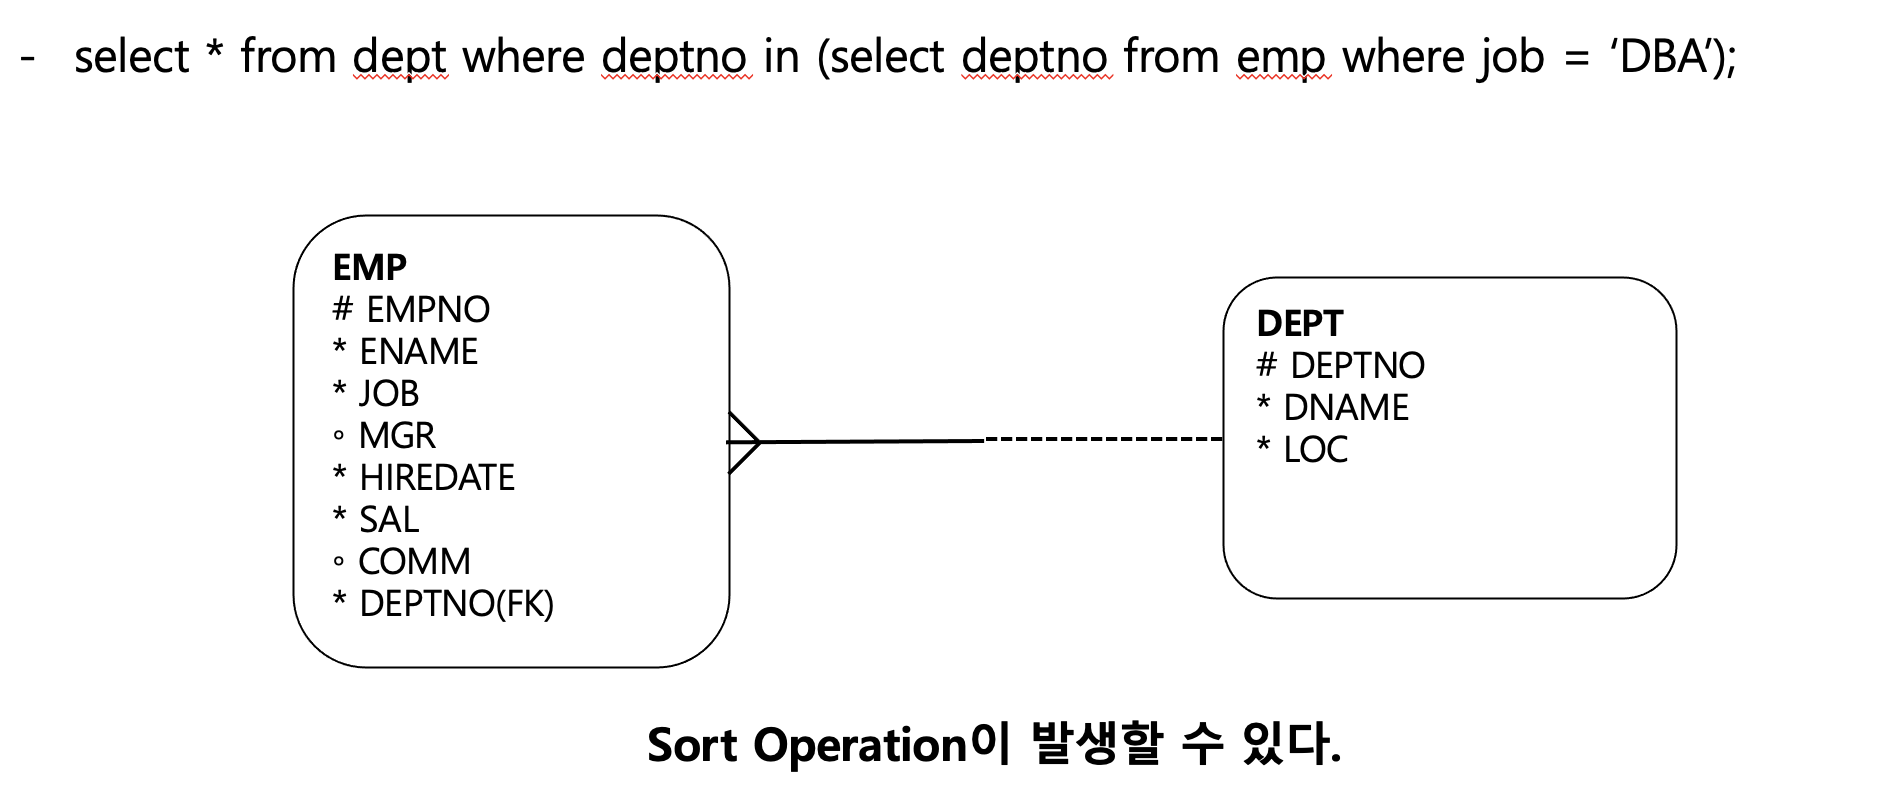 - select * from dept where deptno in (select deptno from emp where job = ‘DBA’);
EMP
# EMPNO
* ENAME
* JOB
∘ MGR
* HIREDATE
* SAL
∘ COMM
* DEPTNO(FK)
DEPT
# DEPTNO
* DNAME
* LOC
Sort Operation이 발생할 수 있다.